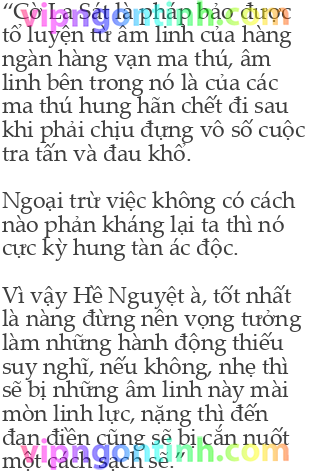 vipngontinh.com
“Cờ La Sát là pháp bảo được
tổ luyện từ âm linh của hàng
ngàn hàng vạn ma thú, âm
linh bên trong nó là của các
ma thú hung hãn chết đi sau
khi phải chịu đựng vô số cuộc
tra tấn và đau khổ.
Ngoại trừ việc không có cách
nào phản kháng lại ta thì nó
cực kỳ hung tàn ác độc.
Vì vậy Hề Nguyệt à, tốt nhất
là nàng đừng nên vọng tưởng
làm những hành động thiếu
suy nghĩ, nếu không, nhẹ thì
sẽ bị những âm linh này mài
mòn linh lực, nặng thì đến
đan điền cũng sẽ bị cắn nuốt
một cách sạch sẽ.”
vipngontinh.com